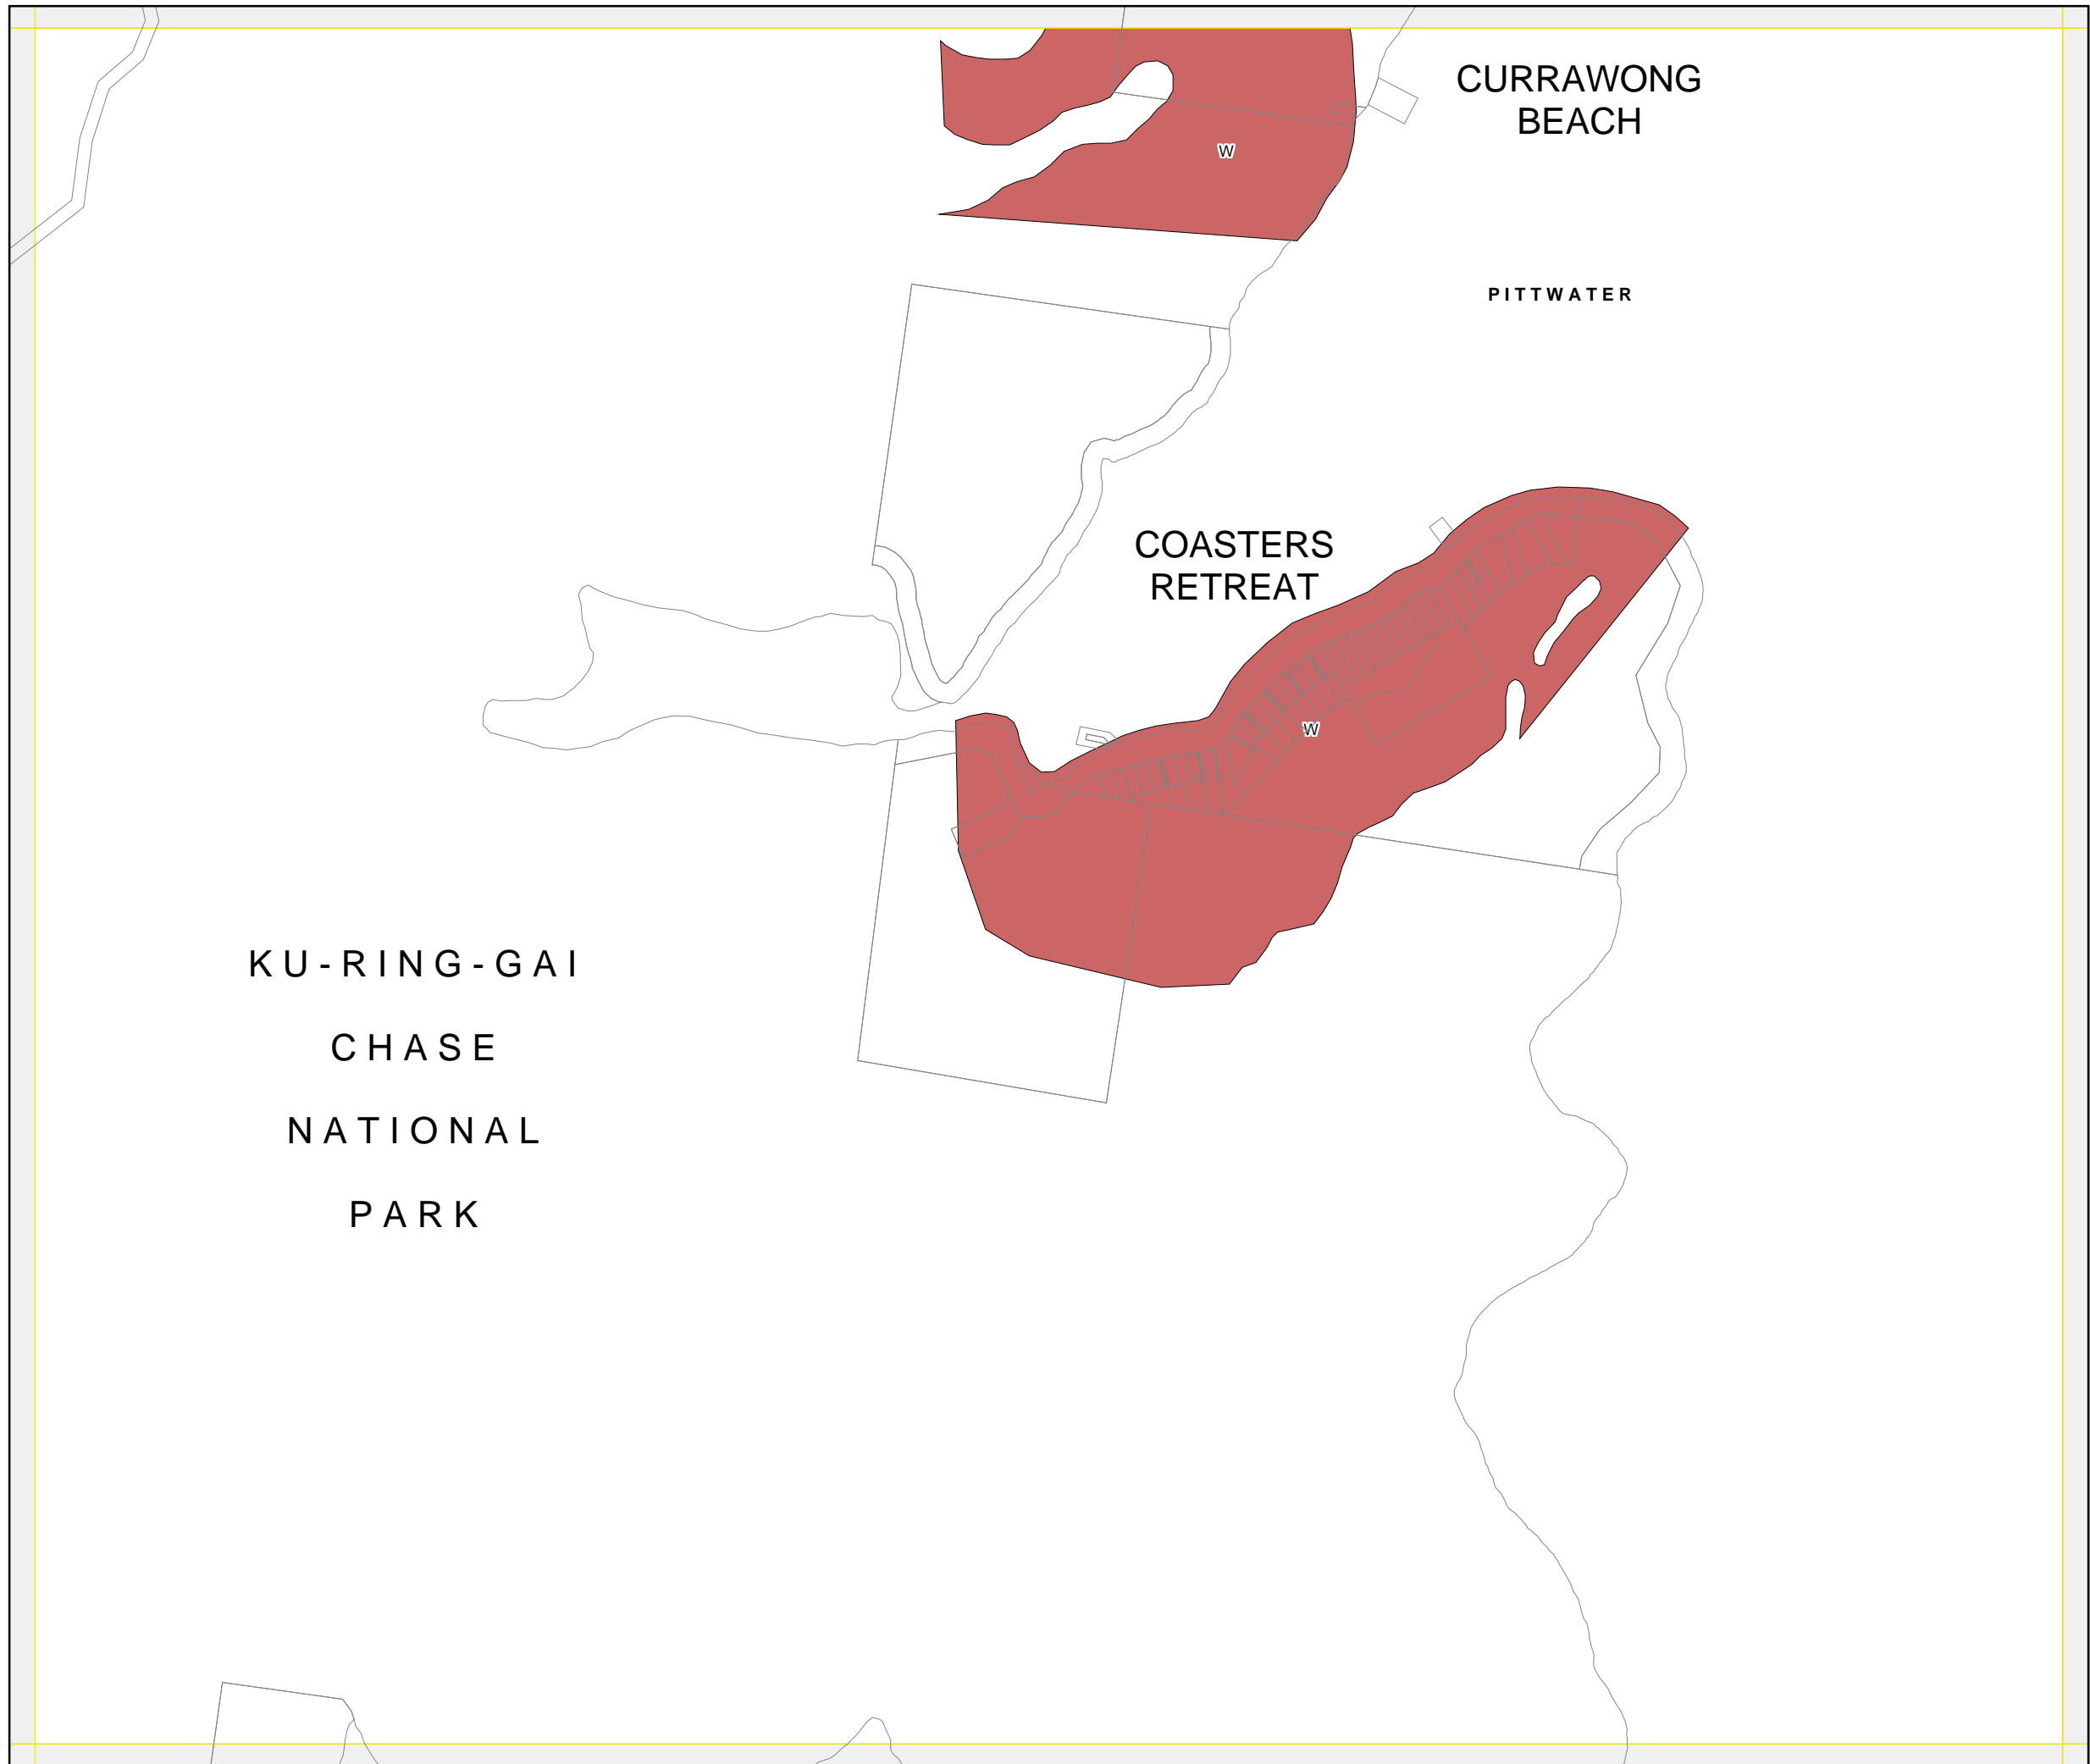 CURRAWONG
BEACH
W
PITTWATER
COASTERS
RETREAT
W
KU-RING-GAI
CHASE
NATIONAL
PARK